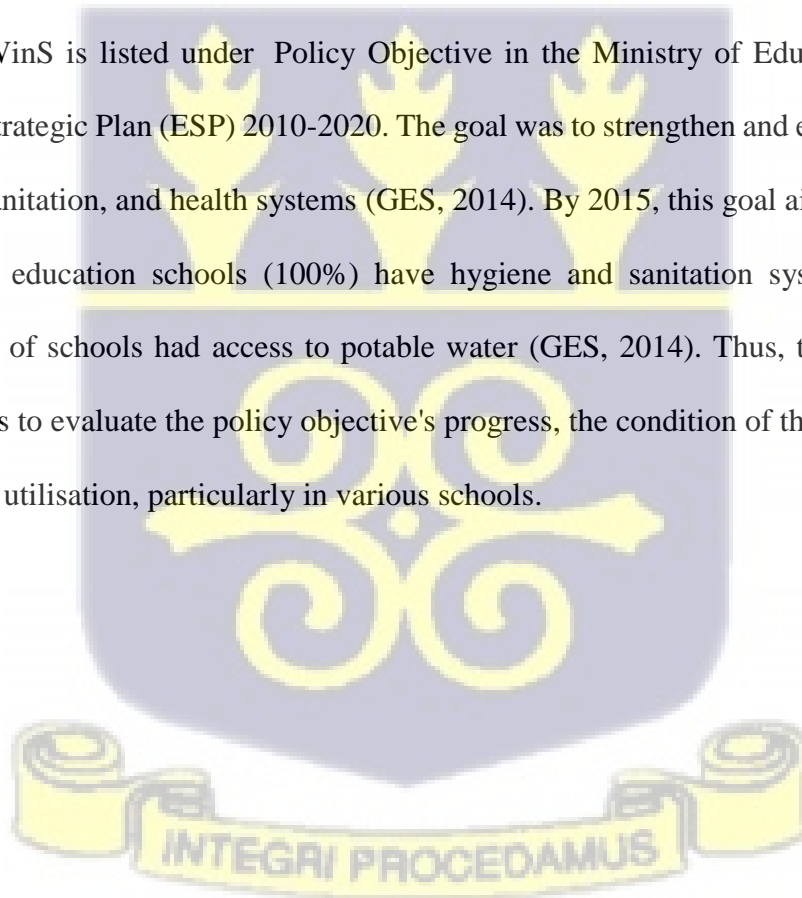 VinS is listed under Policy Objective in the Ministry of Edu
trategic Plan (ESP) 2010-2020. The goal was to strengthen and e
anitation, and health systems (GES, 2014). By 2015, this goal ai
education schools (100%) have hygiene and sanitation sys
of schools had access to potable water (GES, 2014). Thus, t
s to evaluate the policy objective's progress, the condition of th
utilisation, particularly in various schools.
INTEGRI PROCEDAMUS